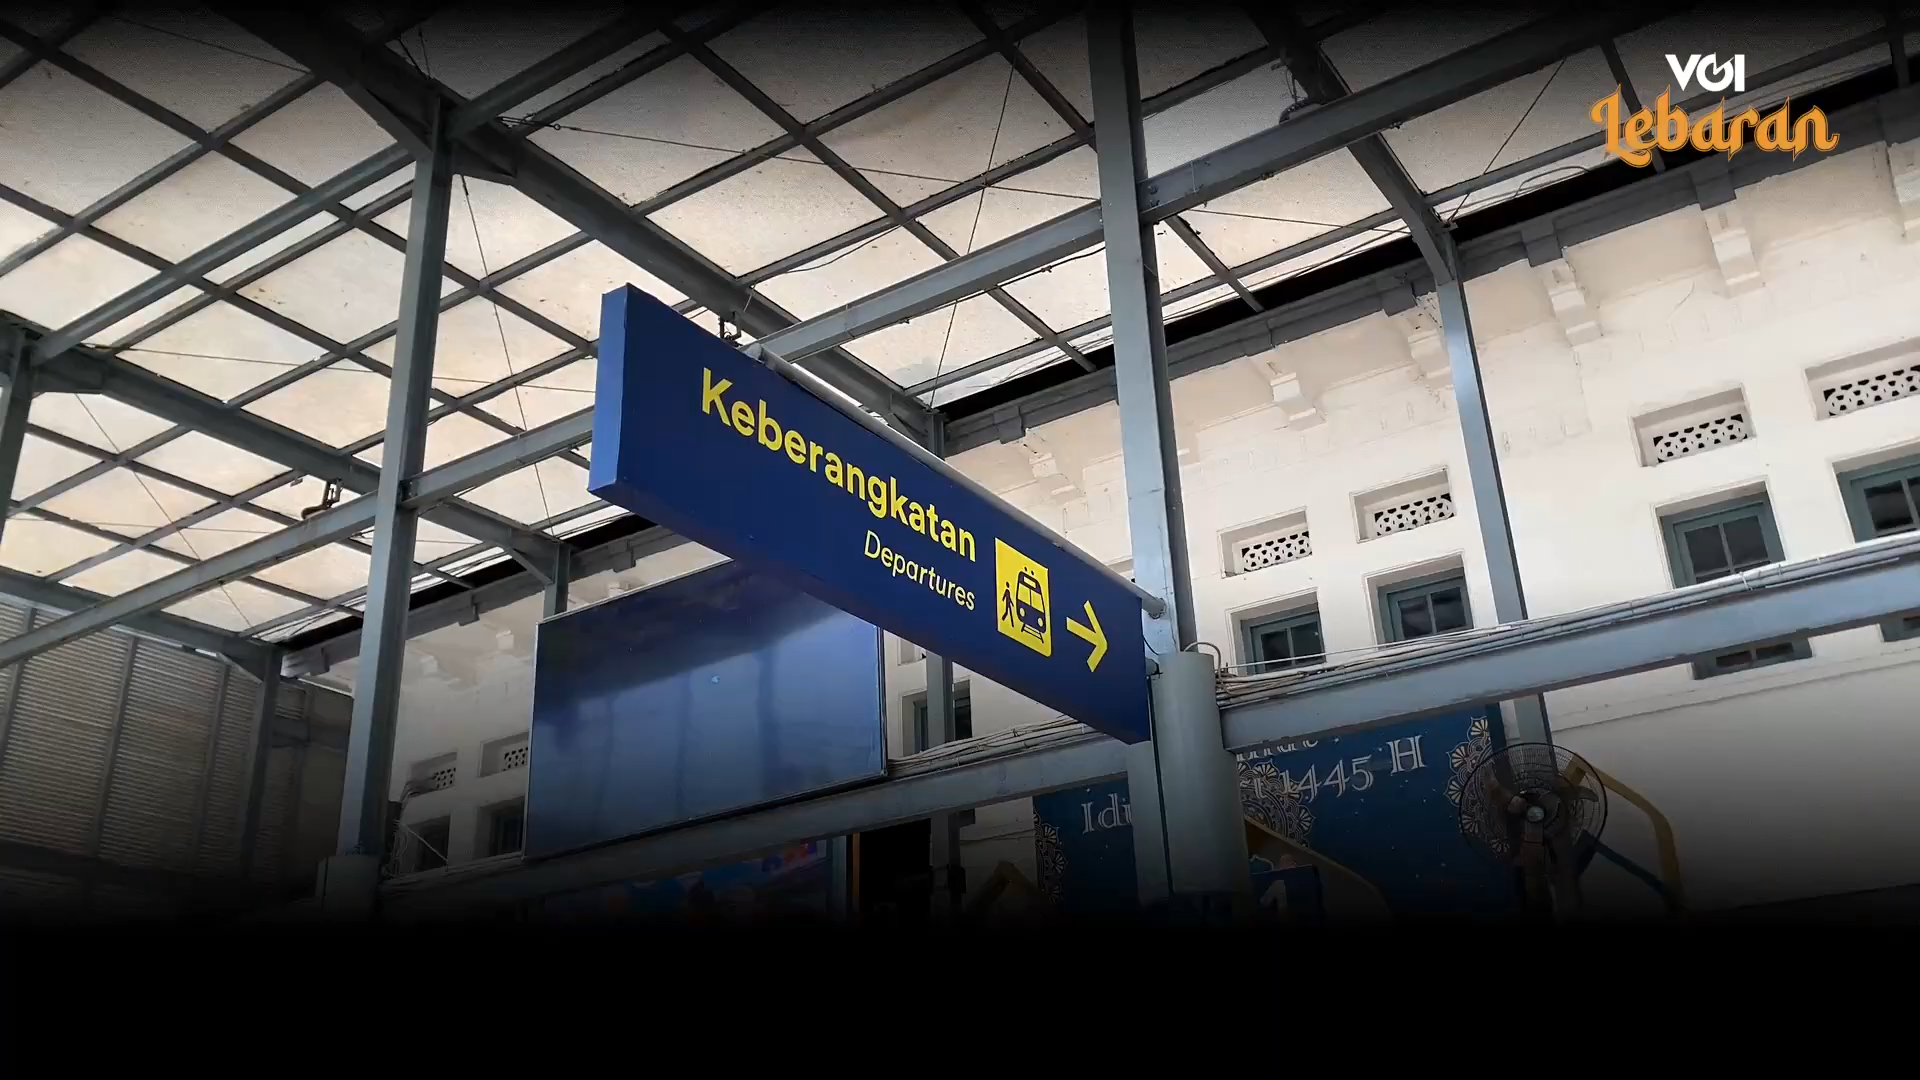 VOI
Lebaran
Keberangkatan
Departures
1445 H